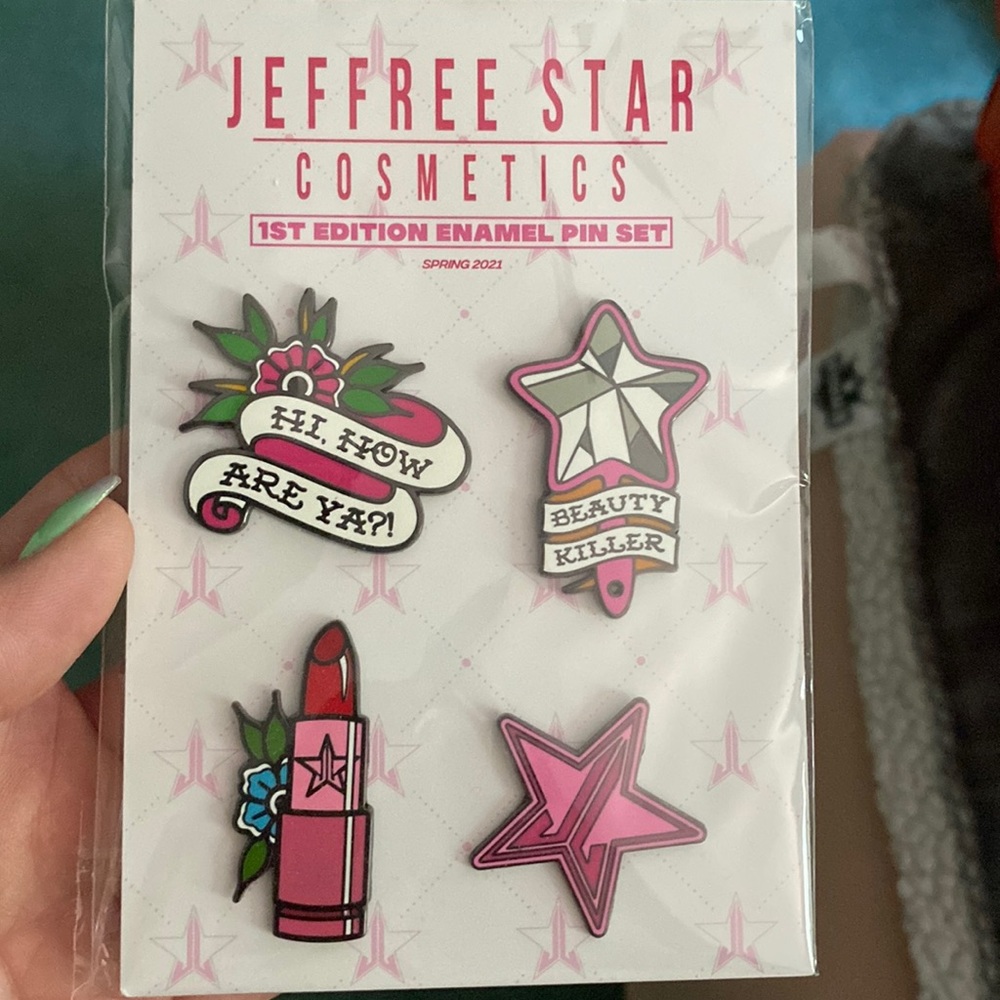 JEFFREE STAR
COSMETICS
1ST EDITION ENAMEL PIN SET
SPRING 2021
HI, HOW
ARE YA?!
BEAUTY
KILLER